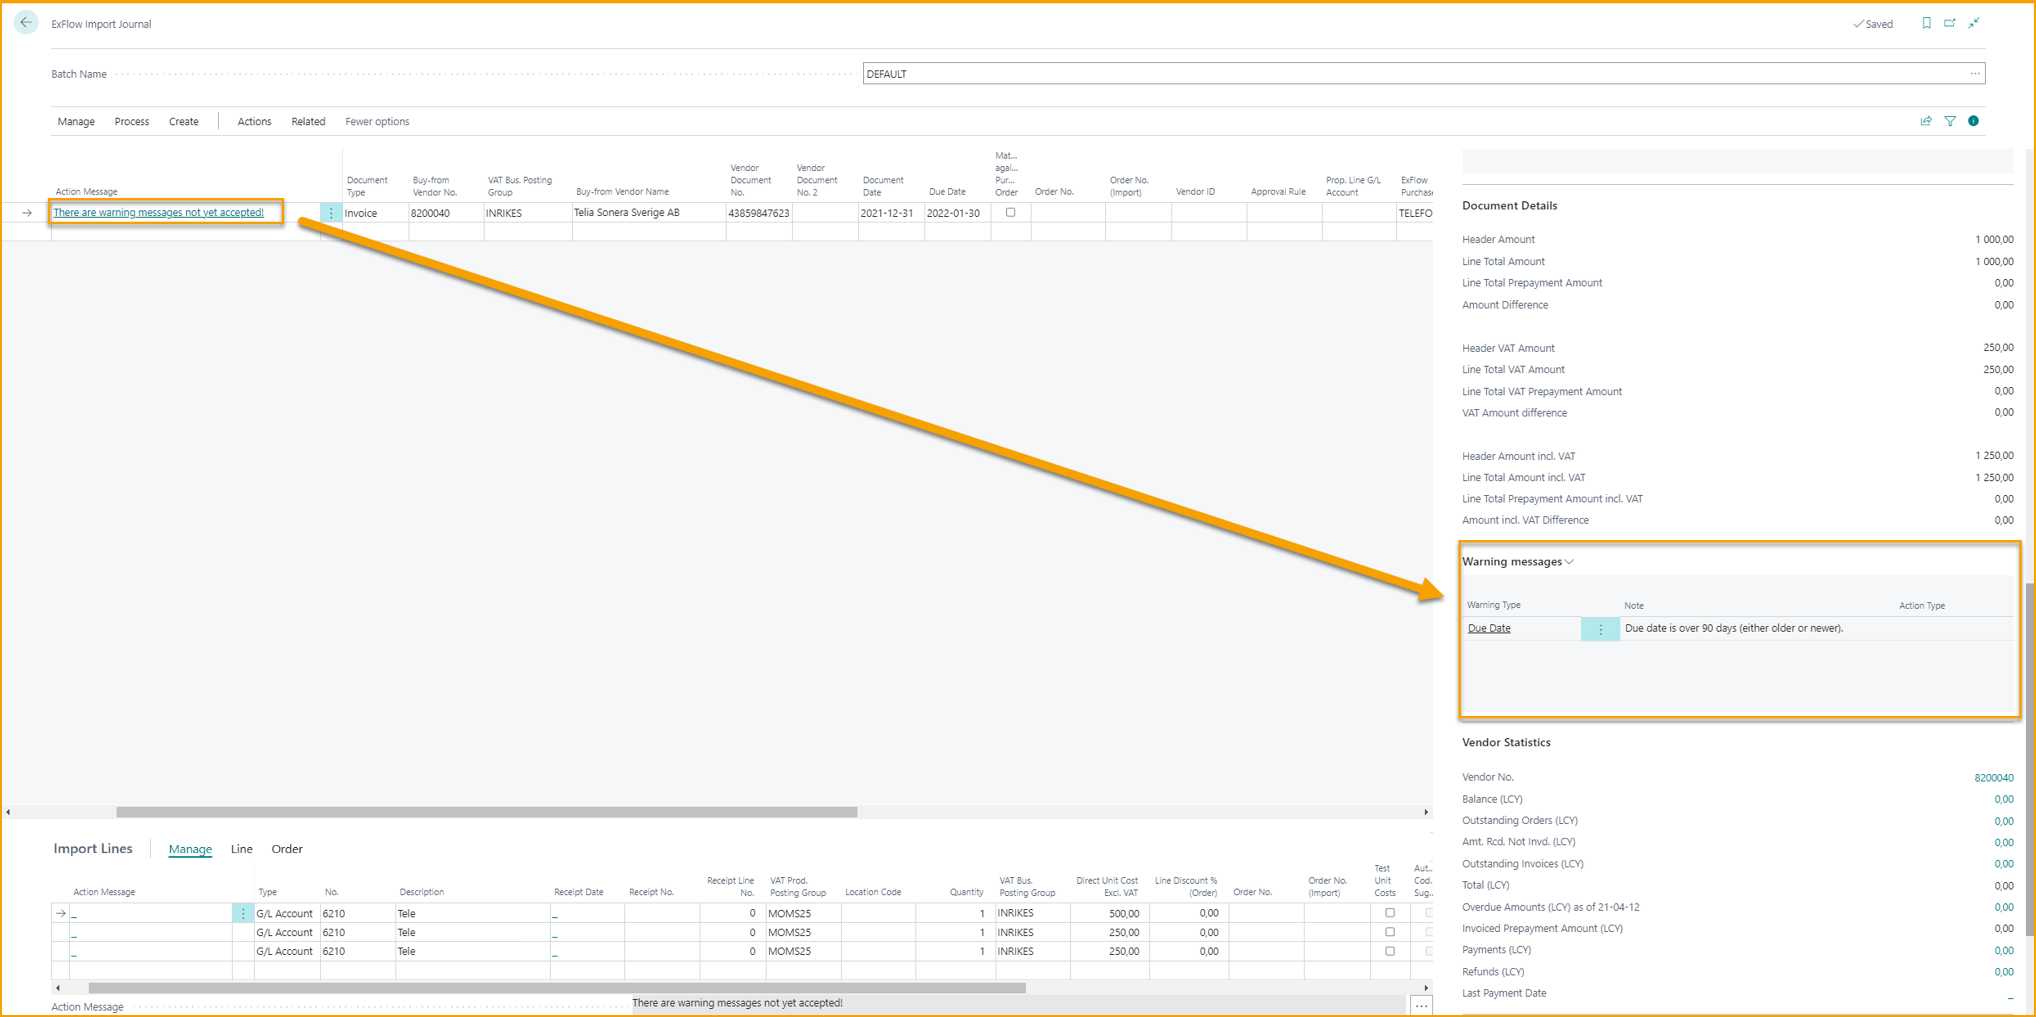 ExFlow Import Journal
Saved
Batch Name
DEFAULT
Manage Process Create Actions Related Fewer options
Action Message Document Type Buy-from Vendor No. VAT Bus. Posting Group Buy-from Vendor Name Vendor Document No. Vendor Document No. 2 Document Date Due Date Mat... agai... Pur... Order Order No. Order No. (Import) Vendor ID Approval Rule Prop. Line G/L Account ExFlow Purchase
There are warning messages not yet accepted! Invoice 8200040 INRIKES Telia Sonera Sverige AB 43859847623 2021-12-31 2022-01-30 TELEFO
Document Details
Header Amount 1 000,00
Line Total Amount 1 000,00
Line Total Prepayment Amount 0,00
Amount Difference 0,00
Header VAT Amount 250,00
Line Total VAT Amount 250,00
Line Total VAT Prepayment Amount 0,00
VAT Amount difference 0,00
Header Amount incl. VAT 1 250,00
Line Total Amount incl. VAT 1 250,00
Line Total Prepayment Amount incl. VAT 0,00
Amount incl. VAT Difference 0,00
Warning messages
Warning Type Note Action Type
Due Date Due date is over 90 days (either older or newer).
Vendor Statistics
Vendor No. 8200040
Balance (LCY) 0,00
Outstanding Orders (LCY) 0,00
Amt. Rcd. Not Invd. (LCY) 0,00
Outstanding Invoices (LCY) 0,00
Total (LCY) 0,00
Overdue Amounts (LCY) as of 21-04-12 0,00
Invoiced Prepayment Amount (LCY) 0,00
Payments (LCY) 0,00
Refunds (LCY) 0,00
Last Payment Date _
Import Lines Manage Line Order
Action Message Type No. Description Receipt Date Receipt No. Receipt Line No. VAT Prod. Posting Group Location Code Quantity VAT Bus. Posting Group Direct Unit Cost Excl. VAT Line Discount % (Order) Order No. Order No. (Import) Test Unit Costs Aut... Cod... Sug...
_ G/L Account 6210 Tele _ 0 MOMS25 1 INRIKES 500,00 0,00
_ G/L Account 6210 Tele _ 0 MOMS25 1 INRIKES 250,00 0,00
_ G/L Account 6210 Tele _ 0 MOMS25 1 INRIKES 250,00 0,00
Action Message There are warning messages not yet accepted! ...